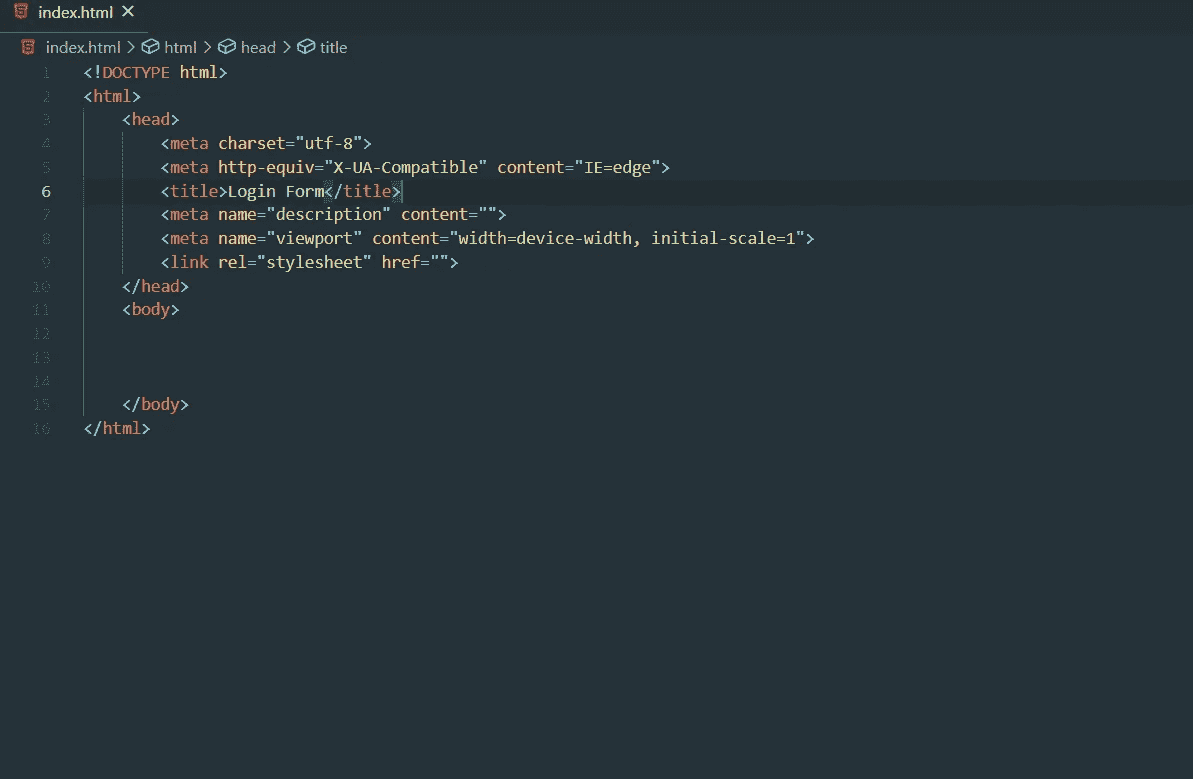 index.html ×
index.html > html > head > title
1 <!DOCTYPE html>
2 <html>
3 <head>
4 <meta charset="utf-8">
5 <meta http-equiv="X-UA-Compatible" content="IE=edge">
6 <title>Login Form</title>
7 <meta name="description" content="">
8 <meta name="viewport" content="width=device-width, initial-scale=1">
9 <link rel="stylesheet" href="">
10 </head>
11 <body>
12
13
14
15 </body>
16 </html>